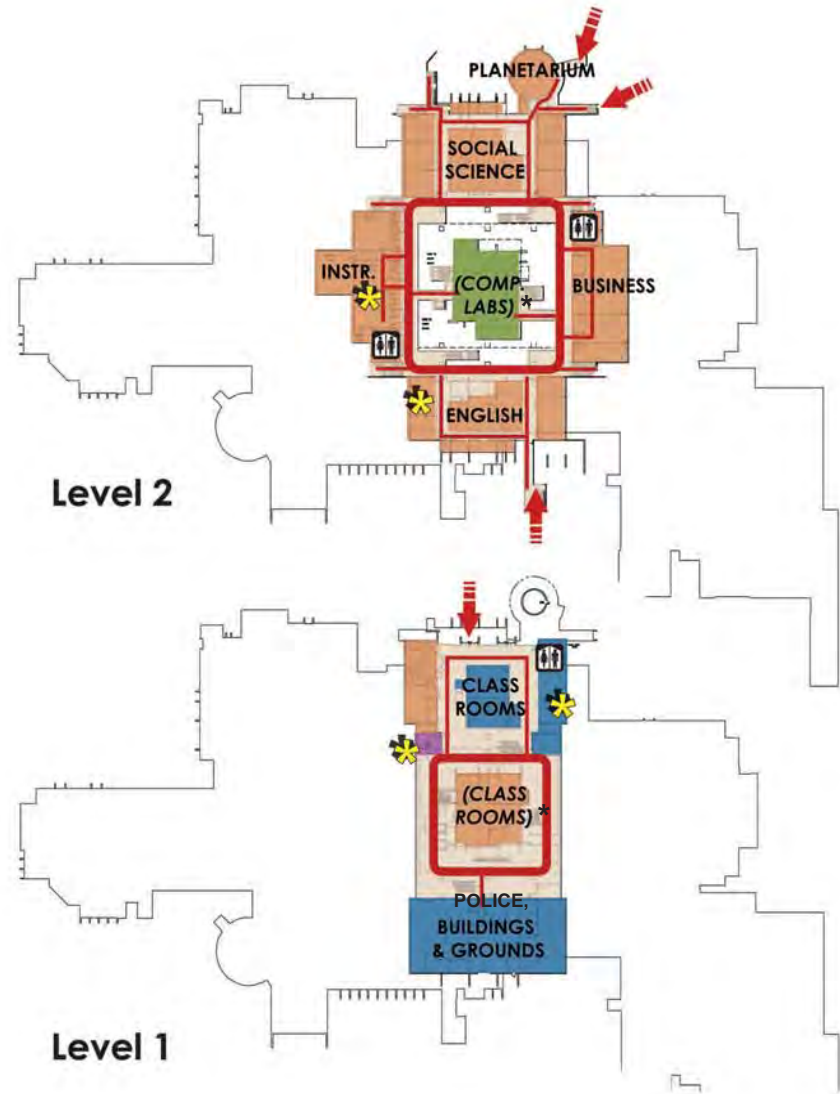 PLANETARIUM
SOCIAL
SCIENCE
INSTR.
(COMP.
LABS) *
BUSINESS
ENGLISH
Level 2
CLASS
ROOMS
(CLASS
ROOMS) *
POLICE,
BUILDINGS
& GROUNDS
Level 1